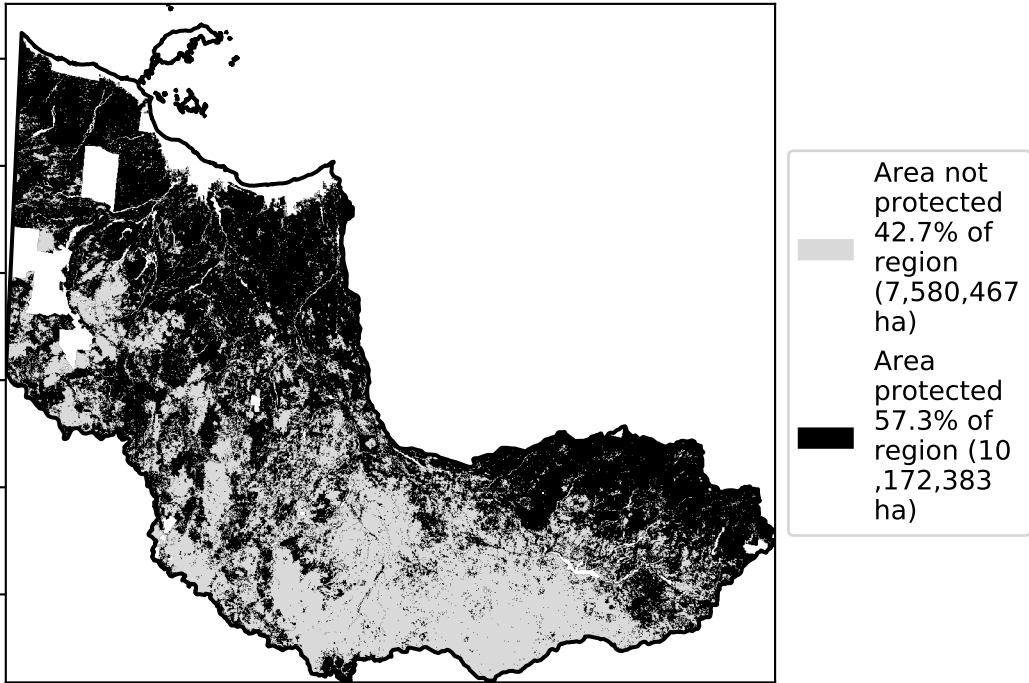 Area not
protected
42.7% of
region
(7,580,467
ha)
Area
protected
57.3% of
region (10
,172,383
ha)